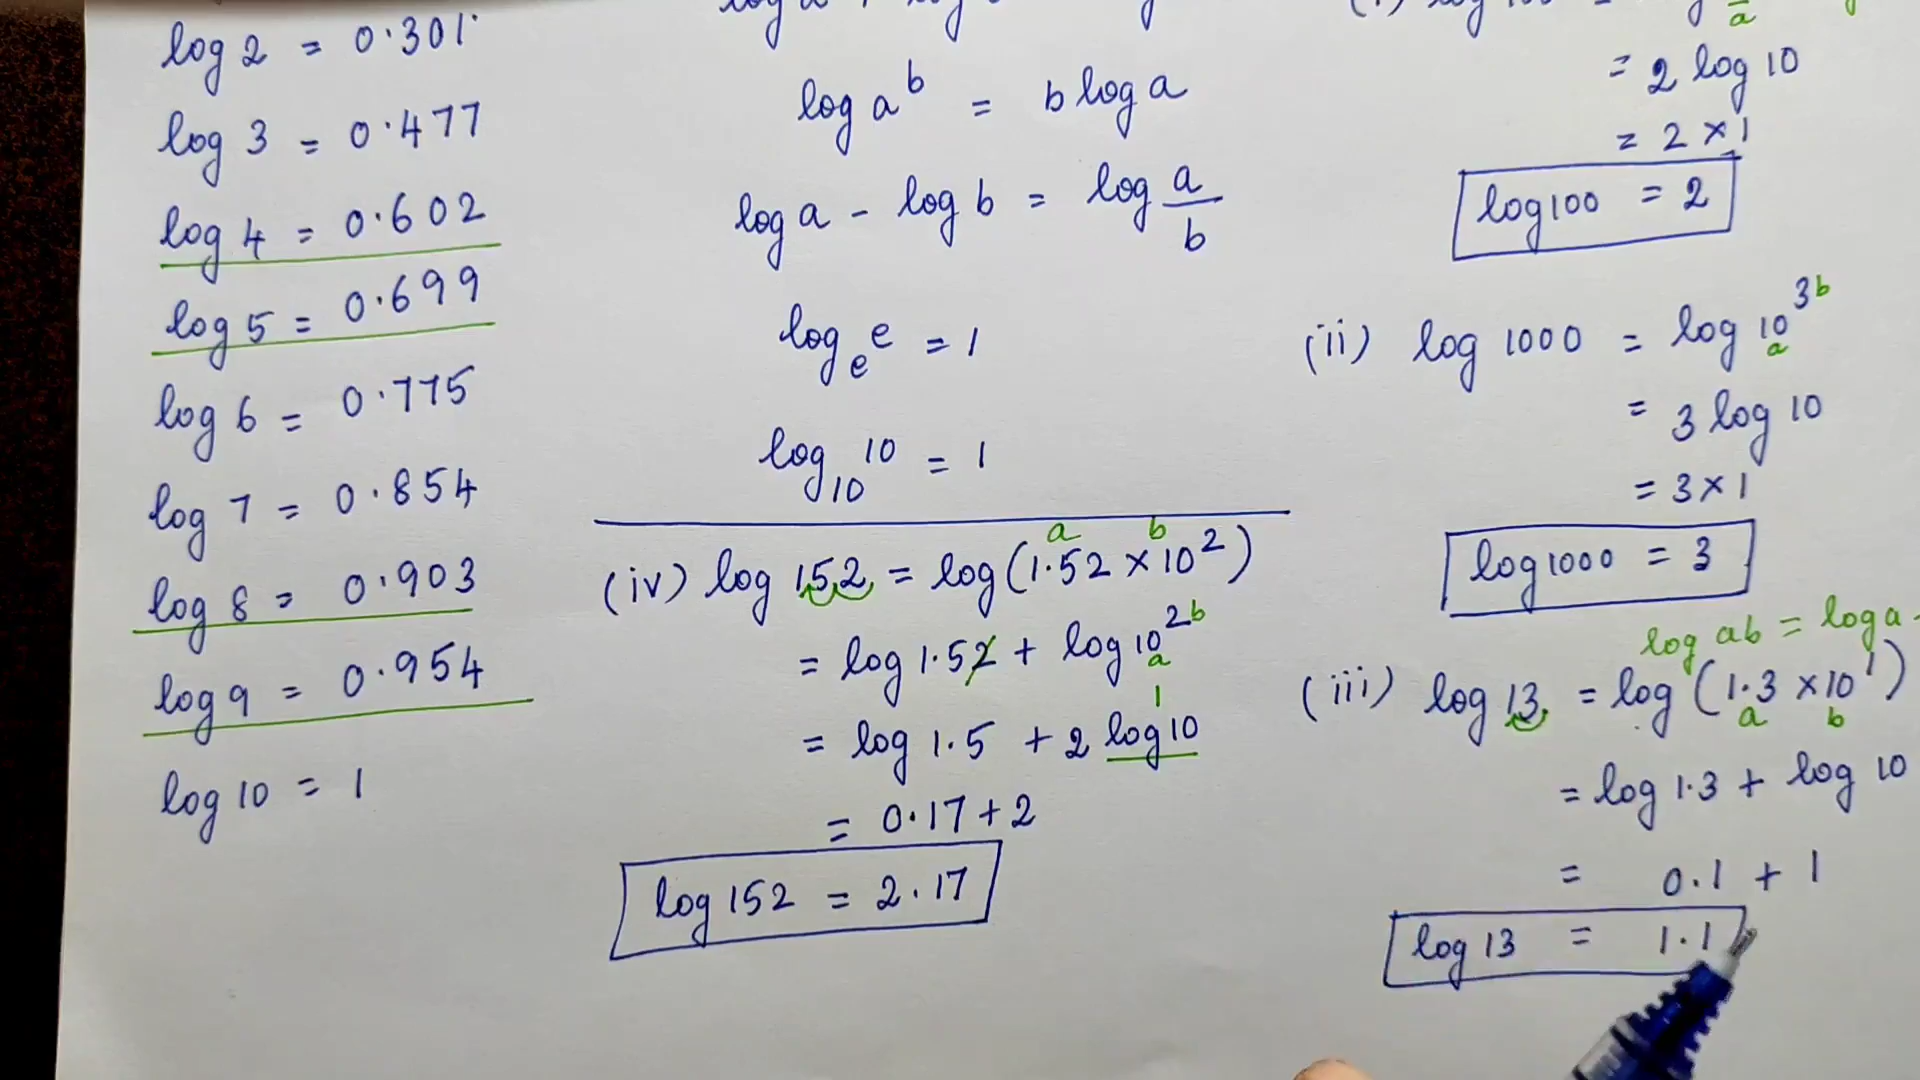 log 2 = 0.301
log 3 = 0.477
log 4 = 0.602
log 5 = 0.699
log 6 = 0.775
log 7 = 0.854
log 8 = 0.903
log 9 = 0.954
log 10 = 1
log a^b = b log a
log a - log b = log a/b
log_e e = 1
log_10 10 = 1
a b
(iv) log 152 = log (1.52 × 10^2)
= log 1.52 + log 10^2 b
a
1
= log 1.5 + 2 log 10
= 0.17 + 2
log 152 = 2.17
a
= 2 log 10
= 2 × 1
log 100 = 2
(ii) log 1000 = log 10^3 b
a
= 3 log 10
= 3 × 1
log 1000 = 3
log ab = log a
(iii) log 13 = log (1.3 × 10^1)
a b
= log 1.3 + log 10
= 0.1 + 1
log 13 = 1.1